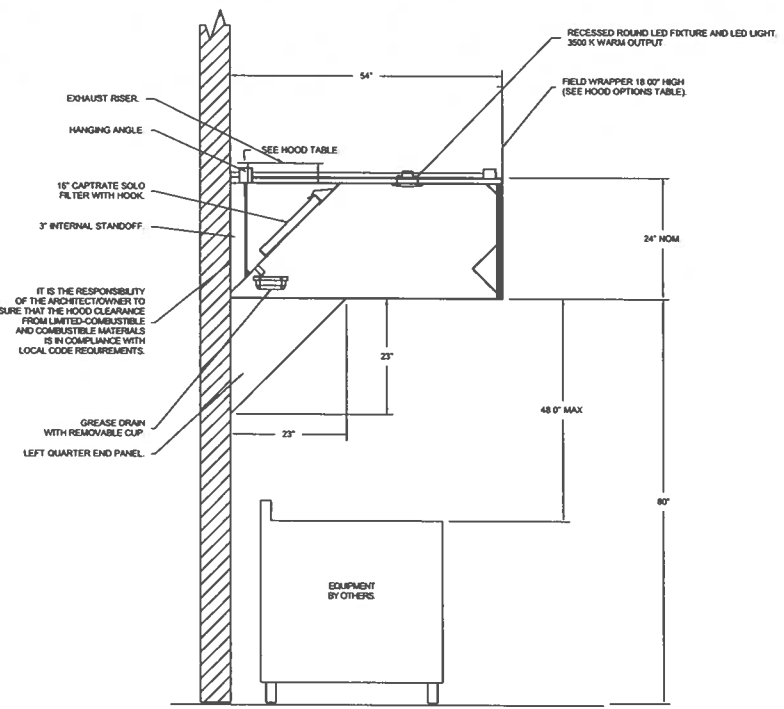 RECESSED ROUND LED FIXTURE AND LED LIGHT,
3500 K WARM OUTPUT
54"
FIELD WRAPPER 18 00" HIGH
(SEE HOOD OPTIONS TABLE).
EXHAUST RISER.
HANGING ANGLE.
SEE HOOD TABLE
16" CAPTRATE SOLO
FILTER WITH HOOK.
3" INTERNAL STANDOFF.
24" NOM
IT IS THE RESPONSIBILITY
OF THE ARCHITECT/OWNER TO
SURE THAT THE HOOD CLEARANCE
FROM LIMITED-COMBUSTIBLE
AND COMBUSTIBLE MATERIALS
IS IN COMPLIANCE WITH
LOCAL CODE REQUIREMENTS.
23"
48 0" MAX
GREASE DRAIN
WITH REMOVABLE CUP.
23"
LEFT QUARTER END PANEL.
80"
EQUIPMENT
BY OTHERS.